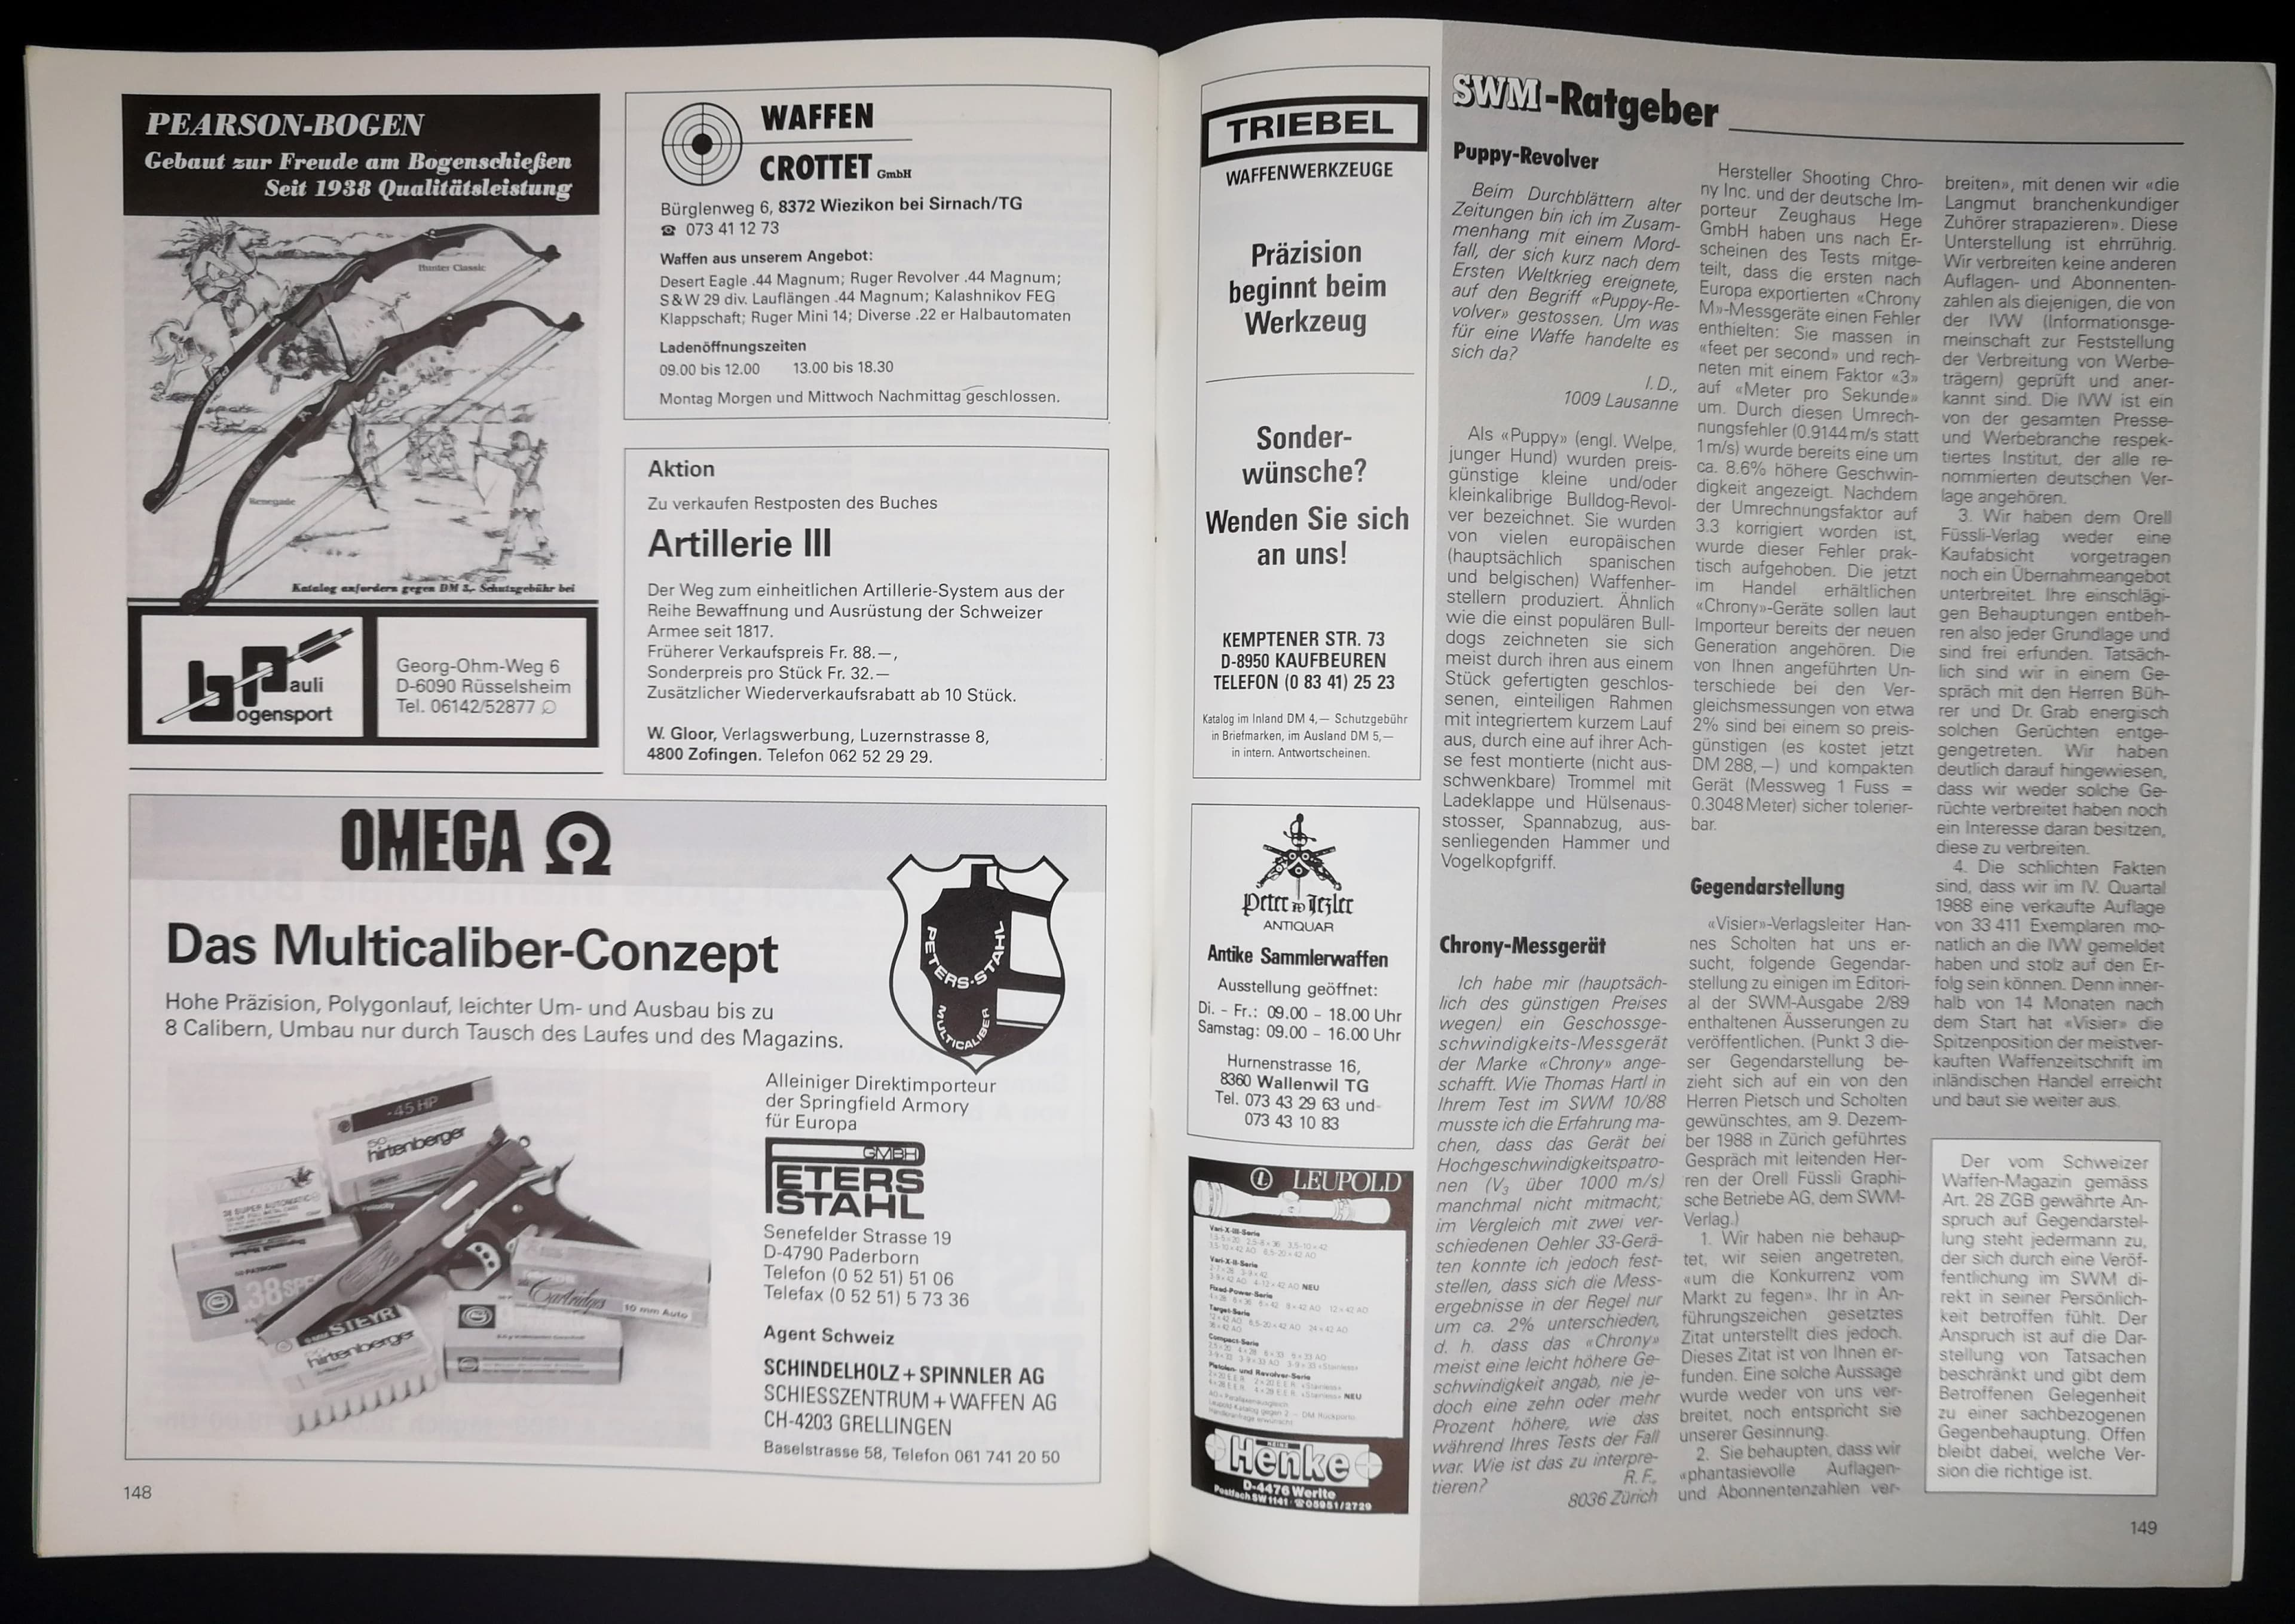 PEARSON-BOGEN
Gebaut zur Freude am Bogenschießen
Seit 1938 Qualitätsleistung
Hunter Classic
Renegade
Katalog anfordern gegen DM 5,- Schutzgebühr bei
bP
auli
ogensport
Georg-Ohm-Weg 6
D-6090 Rüsselsheim
Tel. 06142/52877
WAFFEN
CROTTET GmbH
Bürglenweg 6, 8372 Wiezikon bei Sirnach/TG
☎ 073 41 12 73
Waffen aus unserem Angebot:
Desert Eagle .44 Magnum; Ruger Revolver .44 Magnum;
S&W 29 div. Lauflängen .44 Magnum; Kalashnikov FEG
Klappschaft; Ruger Mini 14; Diverse .22 er Halbautomaten
Ladenöffnungszeiten
09.00 bis 12.00 13.00 bis 18.30
Montag Morgen und Mittwoch Nachmittag geschlossen.
Aktion
Zu verkaufen Restposten des Buches
Artillerie III
Der Weg zum einheitlichen Artillerie-System aus der
Reihe Bewaffnung und Ausrüstung der Schweizer
Armee seit 1817.
Früherer Verkaufspreis Fr. 88.—,
Sonderpreis pro Stück Fr. 32.—
Zusätzlicher Wiederverkaufsrabatt ab 10 Stück.
W. Gloor, Verlagswerbung, Luzernstrasse 8,
4800 Zofingen. Telefon 062 52 29 29.
OMEGA Ω
Das Multicaliber-Conzept
Hohe Präzision, Polygonlauf, leichter Um- und Ausbau bis zu
8 Calibern, Umbau nur durch Tausch des Laufes und des Magazins.
PETERS-STAHL
MULTICALIBER
.45 HP
hirtenberger
38 SUPER AUTOMATIC
38 SPEC
STEYR
hirtenberger
Cartridges
10 mm Auto
Alleiniger Direktimporteur
der Springfield Armory
für Europa
GMBH
PETERS
STAHL
Senefelder Strasse 19
D-4790 Paderborn
Telefon (0 52 51) 51 06
Telefax (0 52 51) 5 73 36
Agent Schweiz
SCHINDELHOLZ+SPINNLER AG
SCHIESSZENTRUM+WAFFEN AG
CH-4203 GRELLINGEN
Baselstrasse 58, Telefon 061 741 20 50
148
TRIEBEL
WAFFENWERKZEUGE
Präzision
beginnt beim
Werkzeug
Sonder-
wünsche?
Wenden Sie sich
an uns!
KEMPTENER STR. 73
D-8950 KAUFBEUREN
TELEFON (0 83 41) 25 23
Katalog im Inland DM 4,— Schutzgebühr
in Briefmarken, im Ausland DM 5,—
in intern. Antwortscheinen.
Peter Jezler
ANTIQUAR
Antike Sammlerwaffen
Ausstellung geöffnet:
Di. – Fr.: 09.00 – 18.00 Uhr
Samstag: 09.00 – 16.00 Uhr
Hurnenstrasse 16,
8360 Wallenwil TG
Tel. 073 43 29 63 und
073 43 10 83
LEUPOLD
Vari-X-III-Serie
Vari-X-II-Serie
NEU
Fixed-Power-Serie
Target-Serie
Compact-Serie
Pistolen- und Revolver-Serie
NEU
Henke
D-4476 Werlte
Postfach SW 1141 · ☎ 05951/2729
SWM-Ratgeber
Puppy-Revolver
Beim Durchblättern alter
Zeitungen bin ich im Zusam-
menhang mit einem Mord-
fall, der sich kurz nach dem
Ersten Weltkrieg ereignete,
auf den Begriff «Puppy-Re-
volver» gestossen. Um was
für eine Waffe handelte es
sich da?
I. D.,
1009 Lausanne
Als «Puppy» (engl. Welpe,
junger Hund) wurden preis-
günstige kleine und/oder
kleinkalibrige Bulldog-Revol-
ver bezeichnet. Sie wurden
von vielen europäischen
(hauptsächlich spanischen
und belgischen) Waffenher-
stellern produziert. Ähnlich
wie die einst populären Bull-
dogs zeichneten sie sich
meist durch ihren aus einem
Stück gefertigten geschlos-
senen, einteiligen Rahmen
mit integriertem kurzem Lauf
aus, durch eine auf ihrer Ach-
se fest montierte (nicht aus-
schwenkbare) Trommel mit
Ladeklappe und Hülsenaus-
stosser, Spannabzug, aus-
senliegenden Hammer und
Vogelkopfgriff.
Chrony-Messgerät
Ich habe mir (hauptsäch-
lich des günstigen Preises
wegen) ein Geschossge-
schwindigkeits-Messgerät
der Marke «Chrony» ange-
schafft. Wie Thomas Hartl in
Ihrem Test im SWM 10/88
musste ich die Erfahrung ma-
chen, dass das Gerät bei
Hochgeschwindigkeitspatro-
nen (V3 über 1000 m/s)
manchmal nicht mitmacht;
im Vergleich mit zwei ver-
schiedenen Oehler 33-Gerä-
ten konnte ich jedoch fest-
stellen, dass sich die Mess-
ergebnisse in der Regel nur
um ca. 2% unterschieden,
d. h. dass das «Chrony»
meist eine leicht höhere Ge-
schwindigkeit angab, nie je-
doch eine zehn oder mehr
Prozent höhere, wie das
während Ihres Tests der Fall
war. Wie ist das zu interpre-
tieren?
R. F.,
8036 Zürich
Hersteller Shooting Chro-
ny Inc. und der deutsche Im-
porteur Zeughaus Hege
GmbH haben uns nach Er-
scheinen des Tests mitge-
teilt, dass die ersten nach
Europa exportierten «Chrony
M»-Messgeräte einen Fehler
enthielten: Sie massen in
«feet per second» und rech-
neten mit einem Faktor «3»
auf «Meter pro Sekunde»
um. Durch diesen Umrech-
nungsfehler (0.9144 m/s statt
1 m/s) wurde bereits eine um
ca. 8.6% höhere Geschwin-
digkeit angezeigt. Nachdem
der Umrechnungsfaktor auf
3.3 korrigiert worden ist,
wurde dieser Fehler prak-
tisch aufgehoben. Die jetzt
im Handel erhältlichen
«Chrony»-Geräte sollen laut
Importeur bereits der neuen
Generation angehören. Die
von Ihnen angeführten Un-
terschiede bei den Ver-
gleichsmessungen von etwa
2% sind bei einem so preis-
günstigen (es kostet jetzt
DM 288,—) und kompakten
Gerät (Messweg 1 Fuss =
0.3048 Meter) sicher tolerier-
bar.
Gegendarstellung
«Visier»-Verlagsleiter Han-
nes Scholten hat uns er-
sucht, folgende Gegendar-
stellung zu einigen im Editori-
al der SWM-Ausgabe 2/89
enthaltenen Äusserungen zu
veröffentlichen. (Punkt 3 die-
ser Gegendarstellung be-
zieht sich auf ein von den
Herren Pietsch und Scholten
gewünschtes, am 9. Dezem-
ber 1988 in Zürich geführtes
Gespräch mit leitenden Her-
ren der Orell Füssli Graphi-
sche Betriebe AG, dem SWM-
Verlag.)
1. Wir haben nie behaup-
tet, wir seien angetreten,
«um die Konkurrenz vom
Markt zu fegen». Ihr in An-
führungszeichen gesetztes
Zitat unterstellt dies jedoch.
Dieses Zitat ist von Ihnen er-
funden. Eine solche Aussage
wurde weder von uns ver-
breitet, noch entspricht sie
unserer Gesinnung.
2. Sie behaupten, dass wir
«phantasievolle Auflagen-
und Abonnentenzahlen ver-
breiten», mit denen wir «die
Langmut branchenkundiger
Zuhörer strapazieren». Diese
Unterstellung ist ehrrührig.
Wir verbreiten keine anderen
Auflagen- und Abonnenten-
zahlen als diejenigen, die von
der IVW (Informationsge-
meinschaft zur Feststellung
der Verbreitung von Werbe-
trägern) geprüft und aner-
kannt sind. Die IVW ist ein
von der gesamten Presse-
und Werbebranche respek-
tiertes Institut, der alle re-
nommierten deutschen Ver-
lage angehören.
3. Wir haben dem Orell
Füssli-Verlag weder eine
Kaufabsicht vorgetragen
noch ein Übernahmeangebot
unterbreitet. Ihre einschlägi-
gen Behauptungen entbeh-
ren also jeder Grundlage und
sind frei erfunden. Tatsäch-
lich sind wir in einem Ge-
spräch mit den Herren Büh-
rer und Dr. Grab energisch
solchen Gerüchten entge-
gengetreten. Wir haben
deutlich darauf hingewiesen,
dass wir weder solche Ge-
rüchte verbreitet haben noch
ein Interesse daran besitzen,
diese zu verbreiten.
4. Die schlichten Fakten
sind, dass wir im IV. Quartal
1988 eine verkaufte Auflage
von 33 411 Exemplaren mo-
natlich an die IVW gemeldet
haben und stolz auf den Er-
folg sein können. Denn inner-
halb von 14 Monaten nach
dem Start hat «Visier» die
Spitzenposition der meistver-
kauften Waffenzeitschrift im
inländischen Handel erreicht
und baut sie weiter aus.
Der vom Schweizer
Waffen-Magazin gemäss
Art. 28 ZGB gewährte An-
spruch auf Gegendarstel-
lung steht jedermann zu,
der sich durch eine Veröf-
fentlichung im SWM di-
rekt in seiner Persönlich-
keit betroffen fühlt. Der
Anspruch ist auf die Dar-
stellung von Tatsachen
beschränkt und gibt dem
Betroffenen Gelegenheit
zu einer sachbezogenen
Gegenbehauptung. Offen
bleibt dabei, welche Ver-
sion die richtige ist.
149